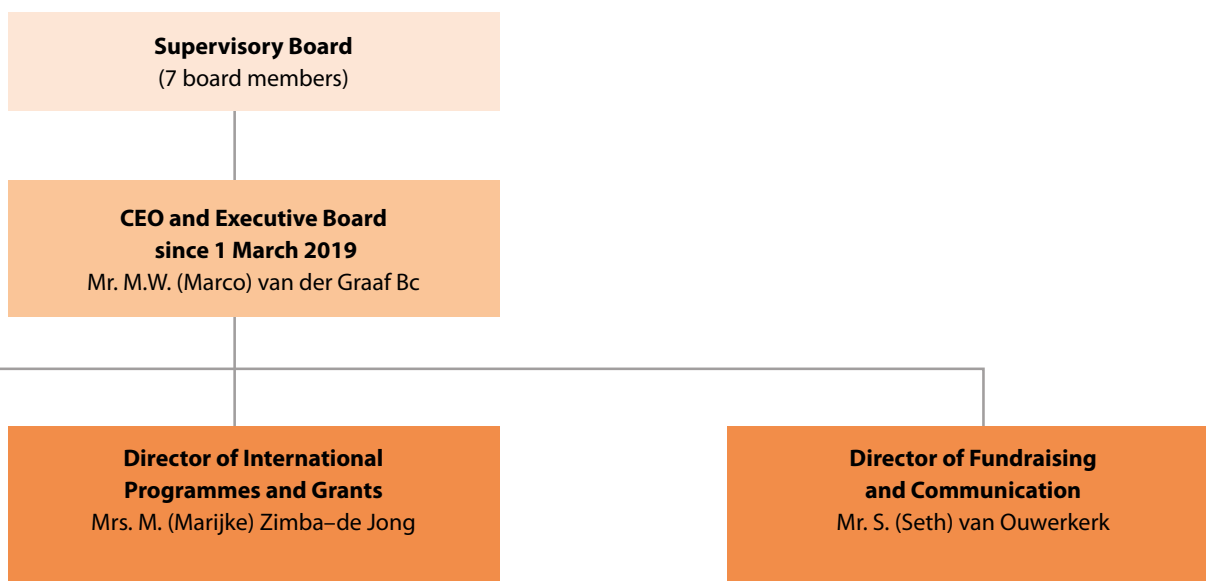 Supervisory Board
(7 board members)
CEO and Executive Board
since 1 March 2019
Mr. M.W. (Marco) van der Graaf Bc
Director of International
Programmes and Grants
Mrs. M. (Marijke) Zimba–de Jong
Director of Fundraising
and Communication
Mr. S. (Seth) van Ouwerkerk